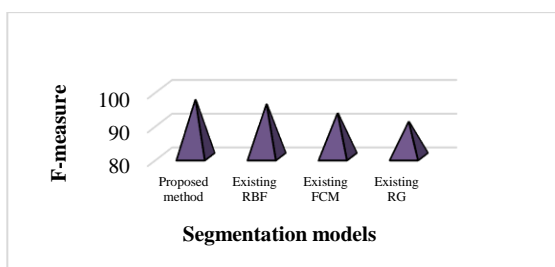 F-measure
100
90
80
Proposed Existing Existing Existing
method RBF FCM RG
Segmentation models